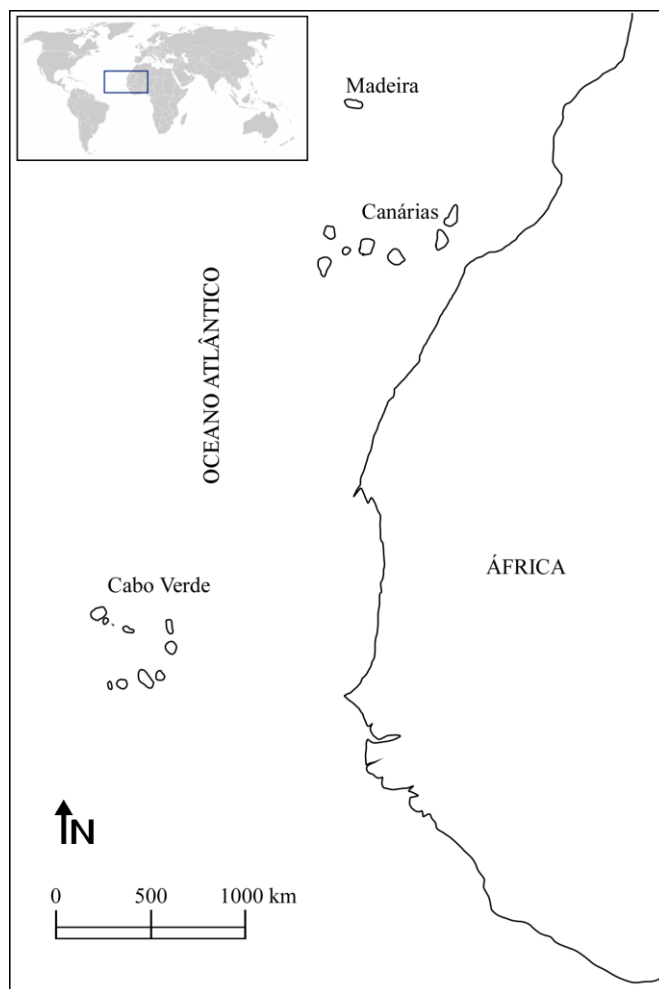 Madeira
Canárias
OCEANO ATLÂNTICO
ÁFRICA
Cabo Verde
N
0 500 1000 km